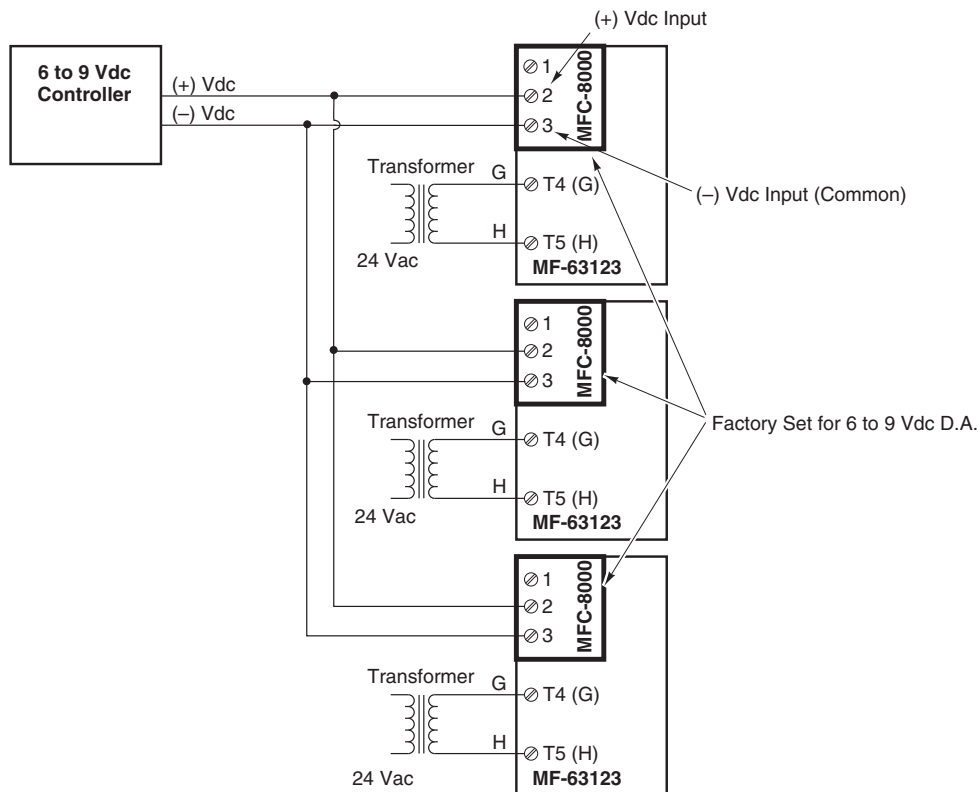 (+) Vdc Input
6 to 9 Vdc
Controller
(+) Vdc
(–) Vdc
1
2
3
MFC-8000
Transformer
G
T4 (G)
(–) Vdc Input (Common)
H
T5 (H)
24 Vac
MF-63123
1
2
3
MFC-8000
Factory Set for 6 to 9 Vdc D.A.
Transformer
G
T4 (G)
H
T5 (H)
24 Vac
MF-63123
1
2
3
MFC-8000
Transformer
G
T4 (G)
H
T5 (H)
24 Vac
MF-63123